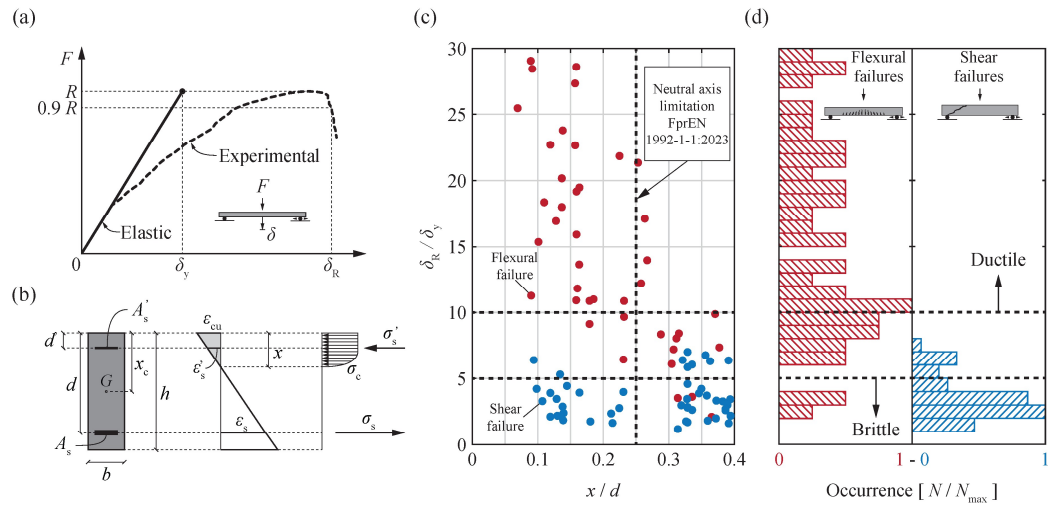 (a)
F
R
0.9 R
Experimental
F
δ
Elastic
0
δy
δR
(b)
A's
d'
xc
d
G
h
As
b
εcu
ε's
εs
x
σ's
σc
σs
(c)
30
25
20
15
10
5
0
δR / δy
Neutral axis
limitation
FprEN
1992-1-1:2023
Flexural
failure
Shear
failure
0
0.1
0.2
0.3
0.4
x / d
(d)
Flexural
failures
Shear
failures
Ductile
Brittle
0
1 - 0
1
Occurrence [ N / Nmax ]